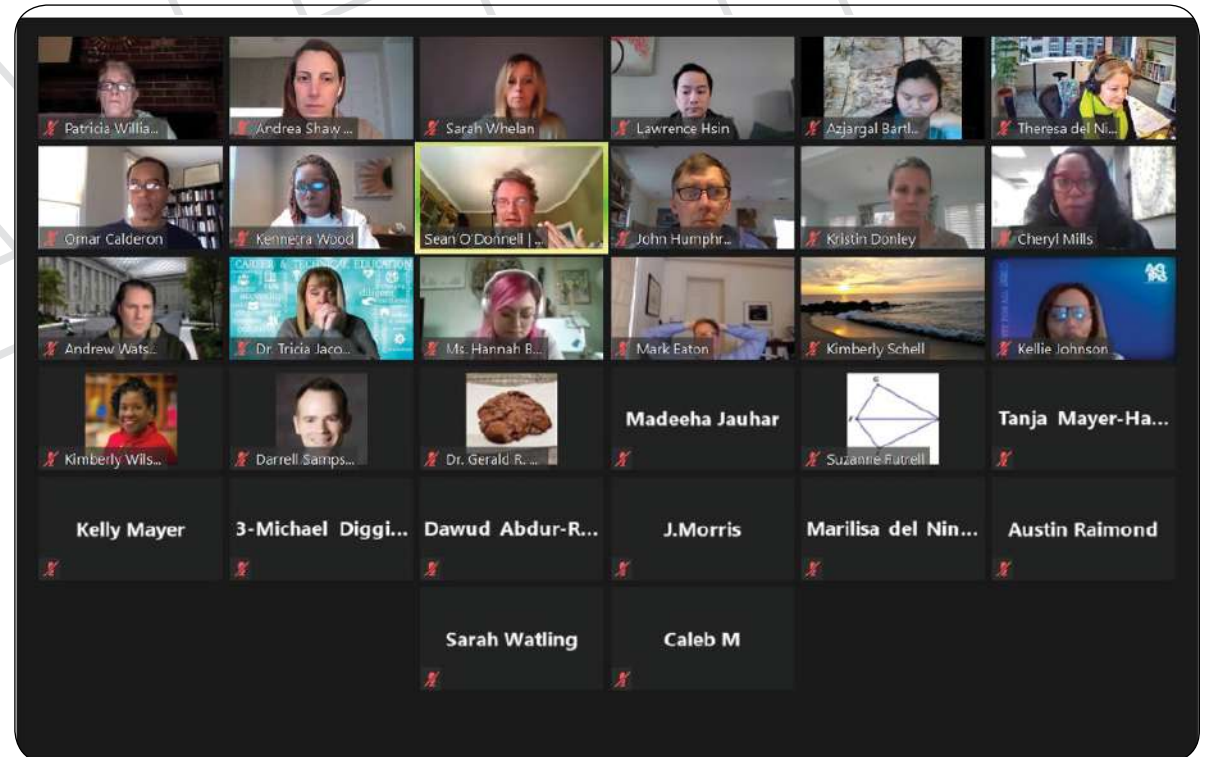 Patricia Willia...
Andrea Shaw ...
Sarah Whelan
Lawrence Hsin
Azjargal Bartl...
Theresa del Ni...
Omar Calderon
Kennetra Wood
Sean O'Donnell | ...
John Humphr...
Kristin Donley
Cheryl Mills
Andrew Wats...
CAREER & TECHNICAL EDUCATION
Dr. Tricia Jaco...
Ms. Hannah B...
Mark Eaton
Kimberly Schell
Kellie Johnson
Kimberly Wils...
Darrell Samps...
Dr. Gerald R. ...
Madeeha Jauhar
G
F
Suzanne Futrell
Tanja Mayer-Ha...
Kelly Mayer
3-Michael Diggi...
Dawud Abdur-R...
J.Morris
Marilisa del Nin...
Austin Raimond
Sarah Watling
Caleb M